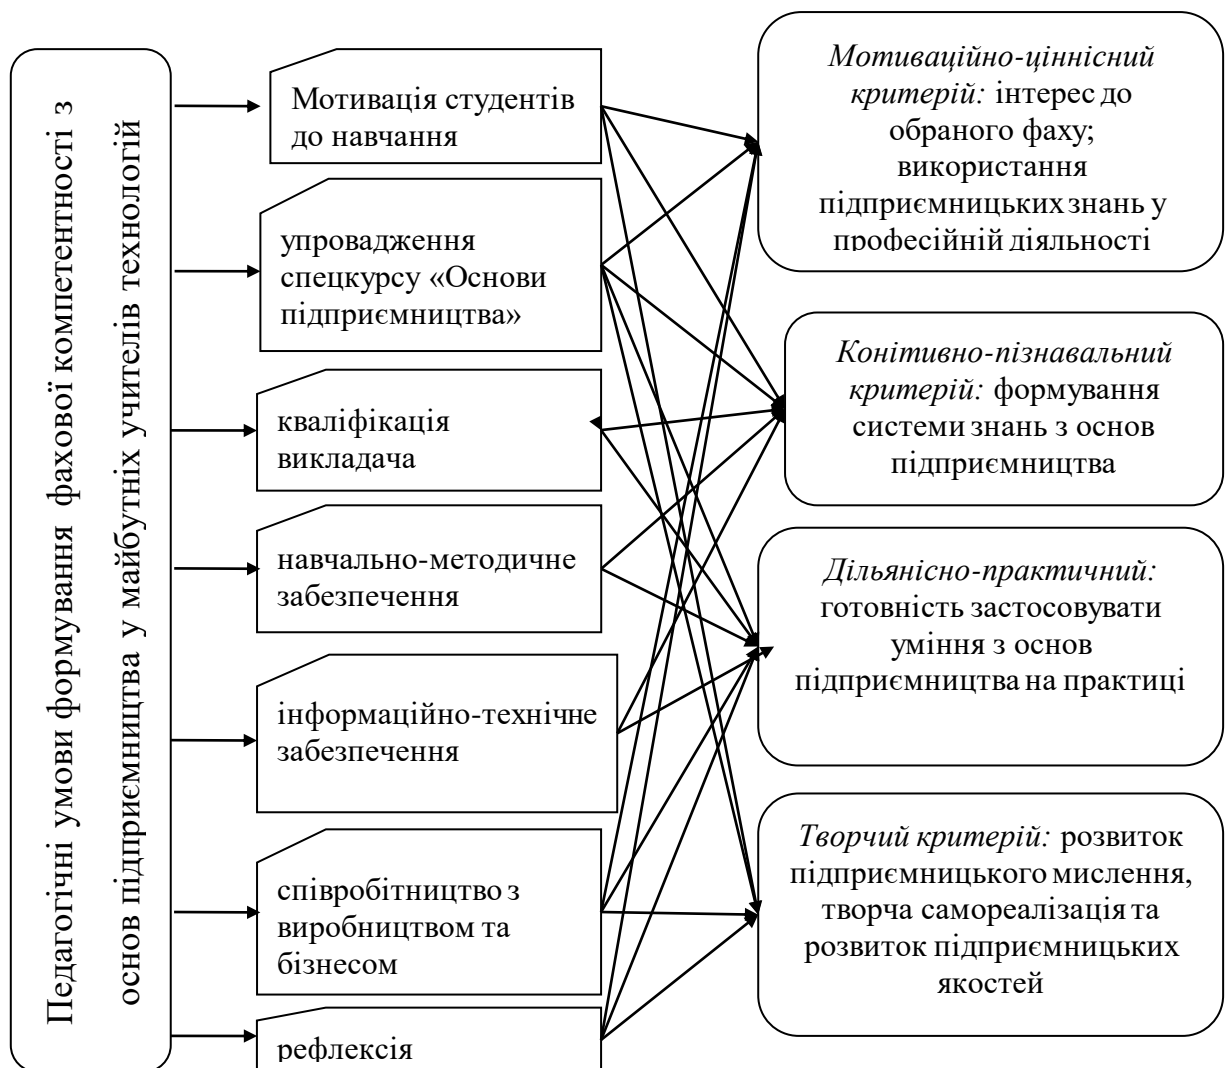 Педагогічні умови формування фахової компетентності з
основ підприємництва у майбутніх учителів технологій
Мотивація студентів
до навчання
упровадження
спецкурсу «Основи
підприємництва»
кваліфікація
викладача
навчально-методичне
забезпечення
інформаційно-технічне
забезпечення
співробітництво з
виробництвом та
бізнесом
рефлексія
Мотиваційно-ціннісний
критерій: інтерес до
обраного фаху;
використання
підприємницьких знань у
професійній діяльності
Конітивно-пізнавальний
критерій: формування
системи знань з основ
підприємництва
Дільянісно-практичний:
готовність застосовувати
уміння з основ
підприємництва на практиці
Творчий критерій: розвиток
підприємницького мислення,
творча самореалізація та
розвиток підприємницьких
якостей